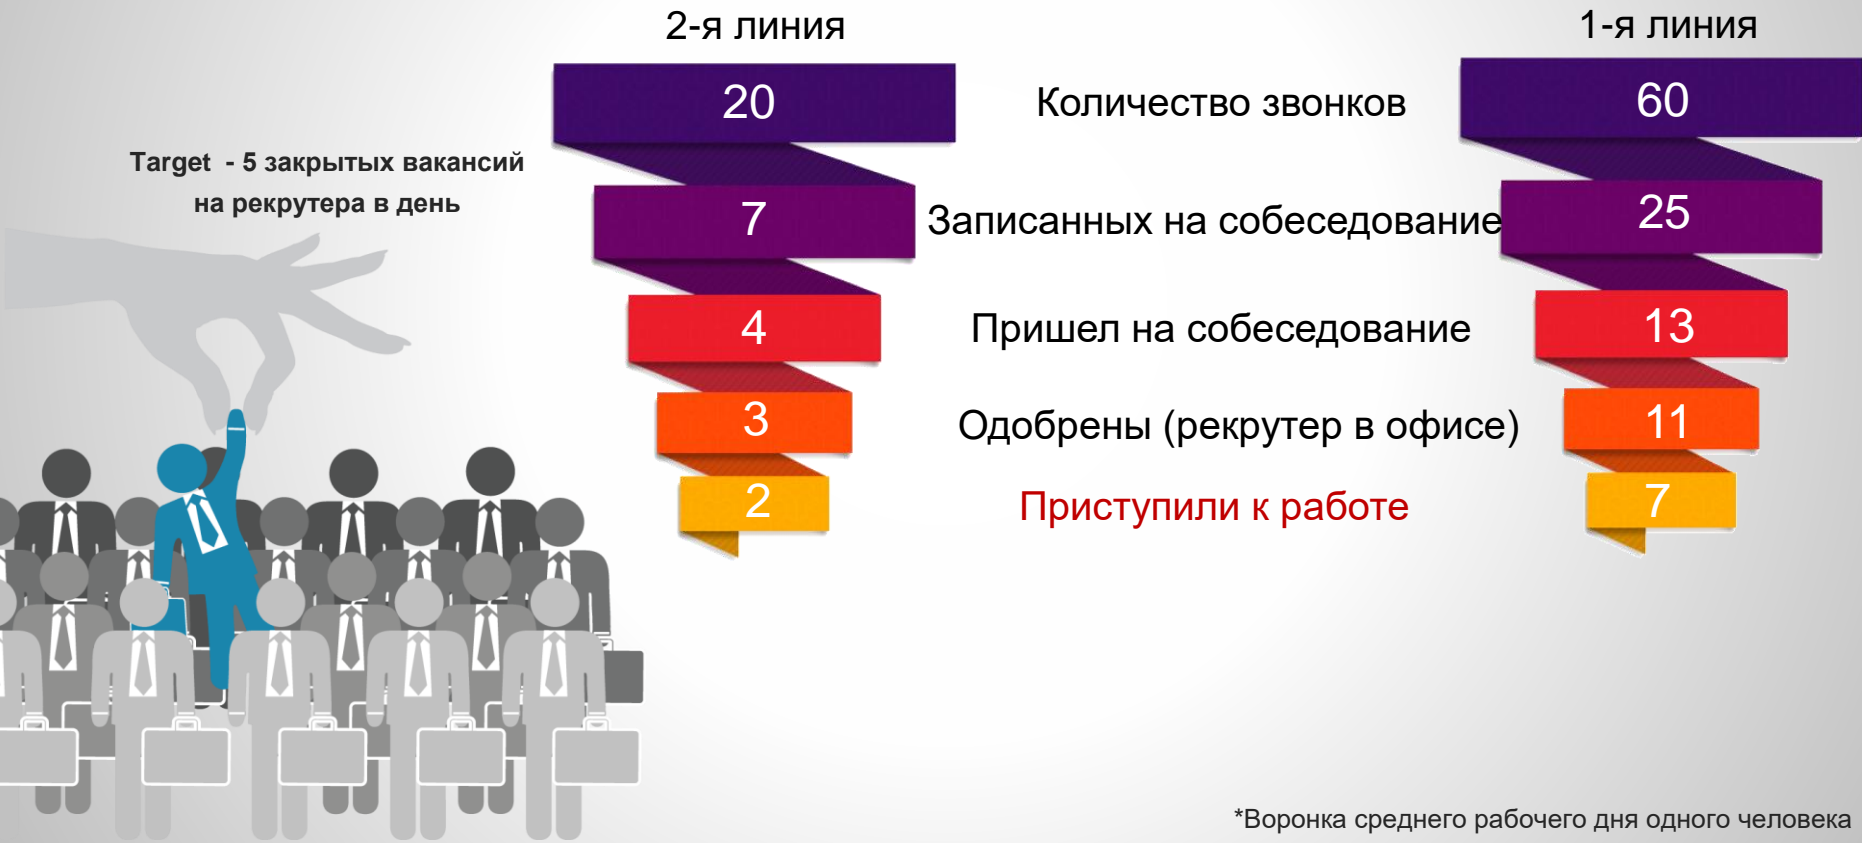 2-я линия
1-я линия
20
Количество звонков
60
Target - 5 закрытых вакансий
на рекрутера в день
7
Записанных на собеседование
25
4
Пришел на собеседование
13
3
Одобрены (рекрутер в офисе)
11
2
Приступили к работе
7
*Воронка среднего рабочего дня одного человека